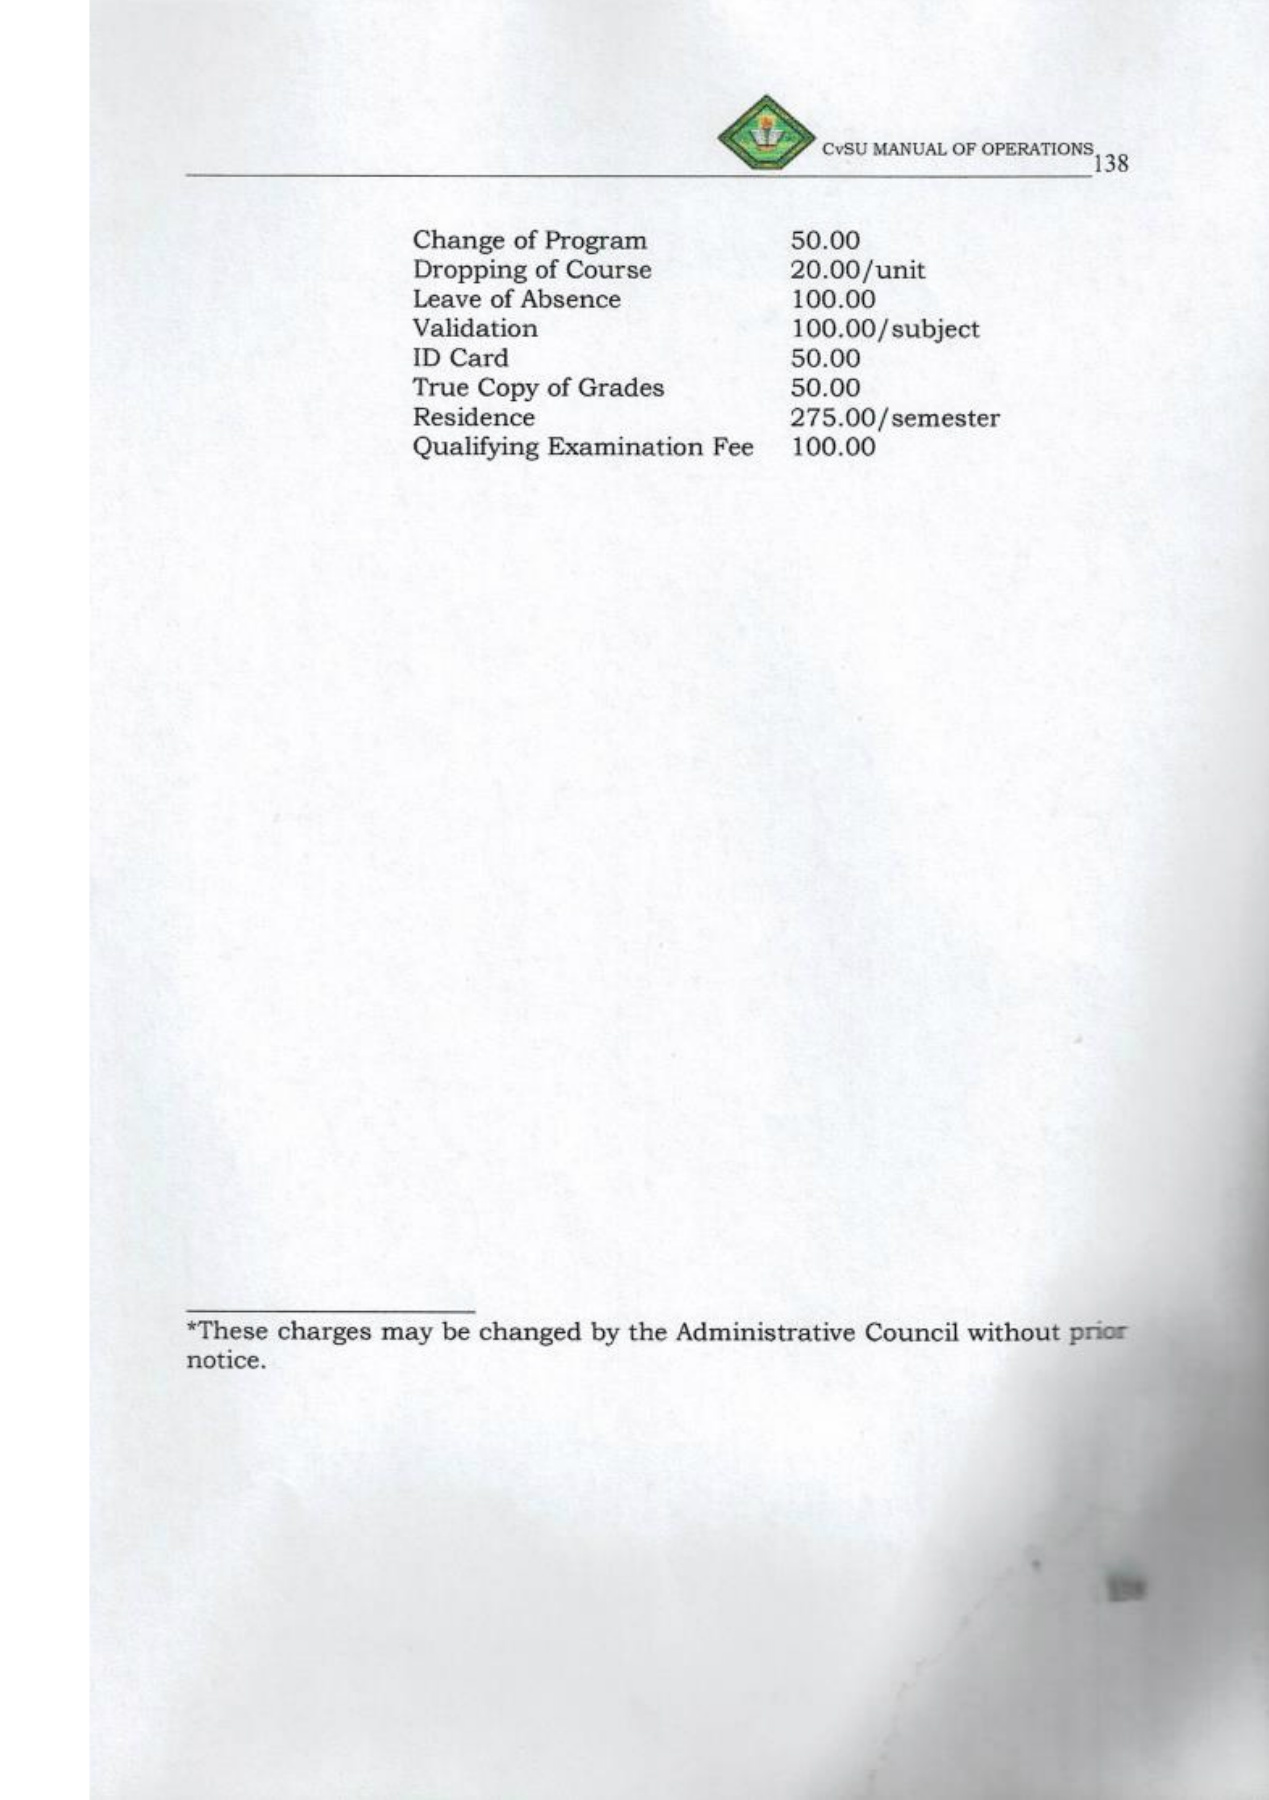 CvSU MANUAL OF OPERATIONS 138
Change of Program 50.00
Dropping of Course 20.00/unit
Leave of Absence 100.00
Validation 100.00/subject
ID Card 50.00
True Copy of Grades 50.00
Residence 275.00/semester
Qualifying Examination Fee 100.00
*These charges may be changed by the Administrative Council without prior
notice.